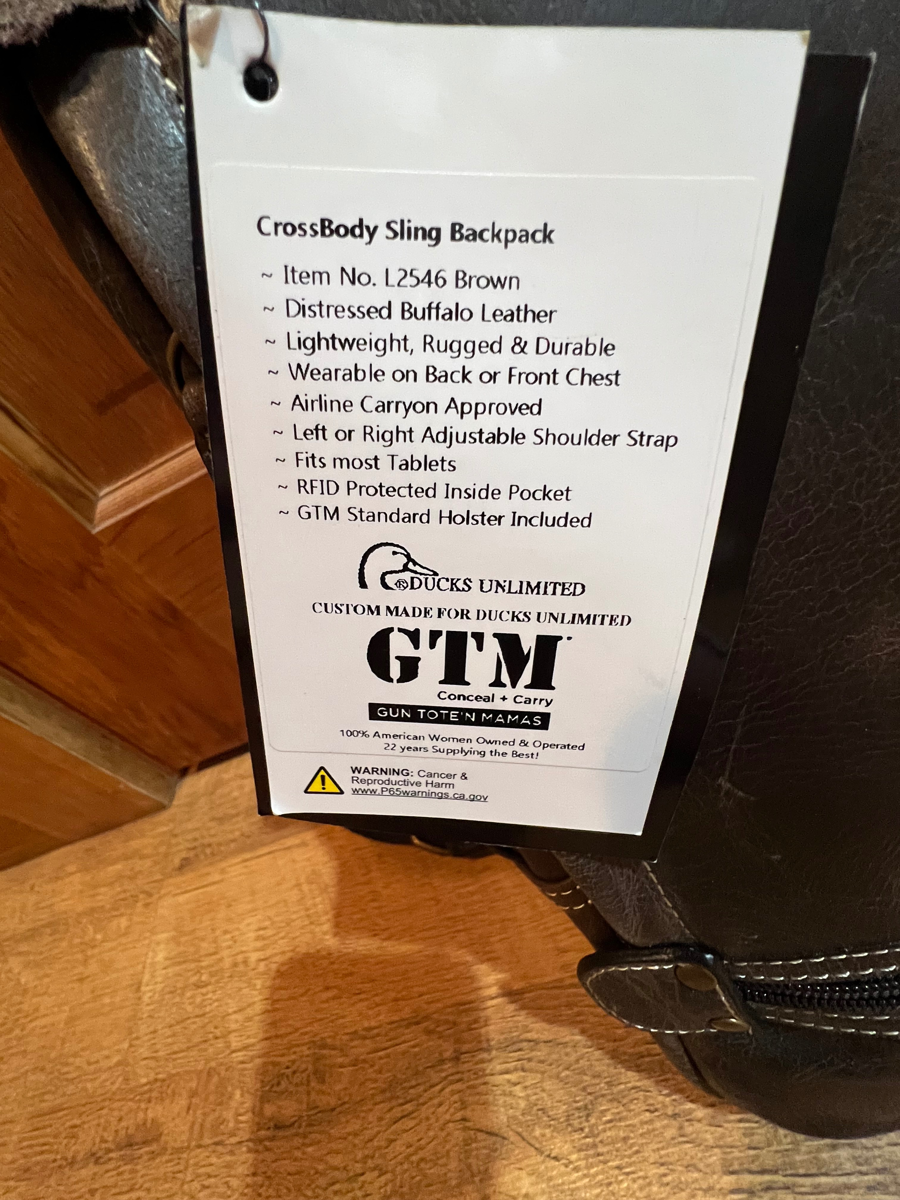 CrossBody Sling Backpack
~ Item No. L2546 Brown
~ Distressed Buffalo Leather
~ Lightweight, Rugged & Durable
~ Wearable on Back or Front Chest
~ Airline Carryon Approved
~ Left or Right Adjustable Shoulder Strap
~ Fits most Tablets
~ RFID Protected Inside Pocket
~ GTM Standard Holster Included
®DUCKS UNLIMITED
CUSTOM MADE FOR DUCKS UNLIMITED
GTM
Conceal + Carry
GUN TOTE'N MAMAS
100% American Women Owned & Operated
22 years Supplying the Best!
WARNING: Cancer &
Reproductive Harm
www.P65warnings.ca.gov